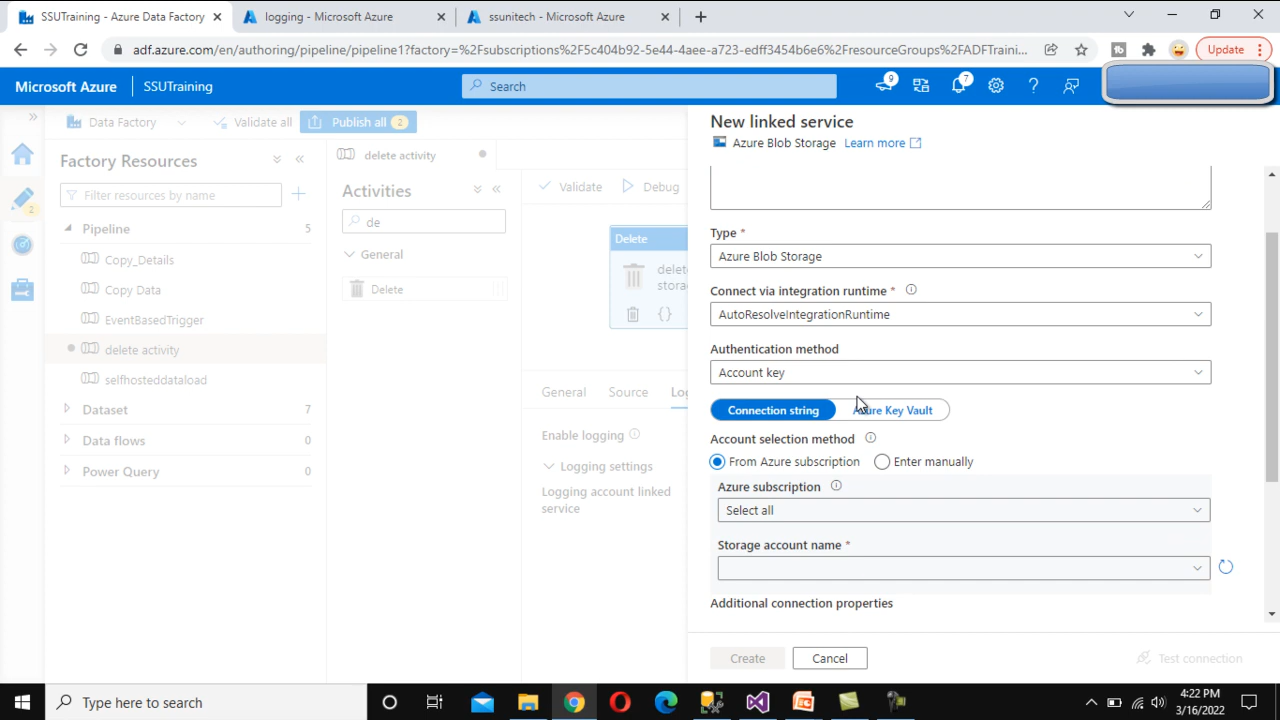 SSUTraining - Azure Data Factory
logging - Microsoft Azure
ssunitech - Microsoft Azure
adf.azure.com/en/authoring/pipeline/pipeline1?factory=%2Fsubscriptions%2F5c404b92-5e44-4aee-a723-edff3454b6e6%2FresourceGroups%2FADFTraini...
Update
Microsoft Azure
SSUTraining
Search
9
7
Data Factory
Validate all
Publish all
2
Factory Resources
Filter resources by name
Pipeline
5
Copy_Details
Copy Data
EventBasedTrigger
delete activity
selfhosteddataload
Dataset
7
Data flows
0
Power Query
0
2
delete activity
Activities
de
General
Delete
Validate
Debug
Delete
General
Source
Enable logging
Logging settings
Logging account linked
service
New linked service
Azure Blob Storage
Learn more
Type *
Azure Blob Storage
Connect via integration runtime *
AutoResolveIntegrationRuntime
Authentication method
Account key
Connection string
Azure Key Vault
Account selection method
From Azure subscription
Enter manually
Azure subscription
Select all
Storage account name *
Additional connection properties
Create
Cancel
Test connection
Type here to search
4:22 PM
3/16/2022